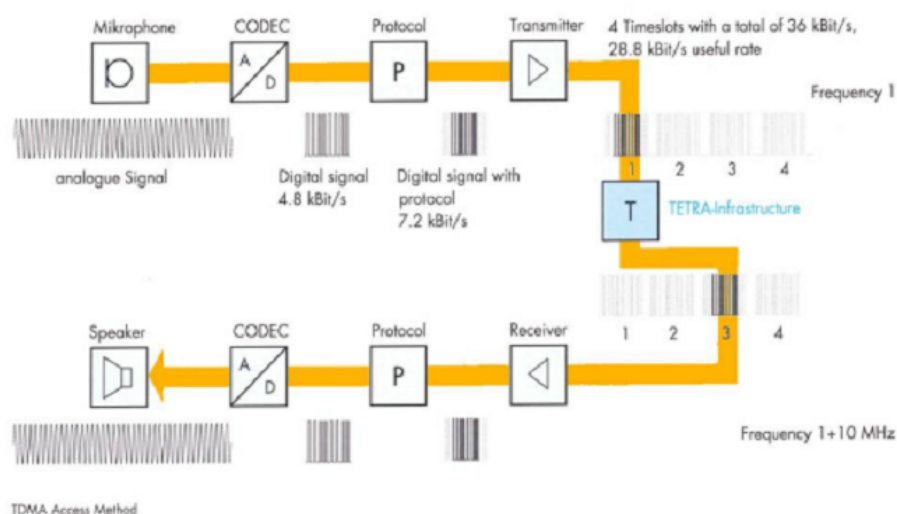 Mikrophone
CODEC
Protocol
Transmitter
4 Timeslots with a total of 36 kBit/s,
28.8 kBit/s useful rate
A
D
P
Frequency 1
analogue Signal
Digital signal
4.8 kBit/s
Digital signal with
protocol
7.2 kBit/s
1 2 3 4
T
TETRA-Infrastructure
1 2 3 4
Speaker
CODEC
Protocol
Receiver
A
D
P
Frequency 1+10 MHz
TDMA Access Method